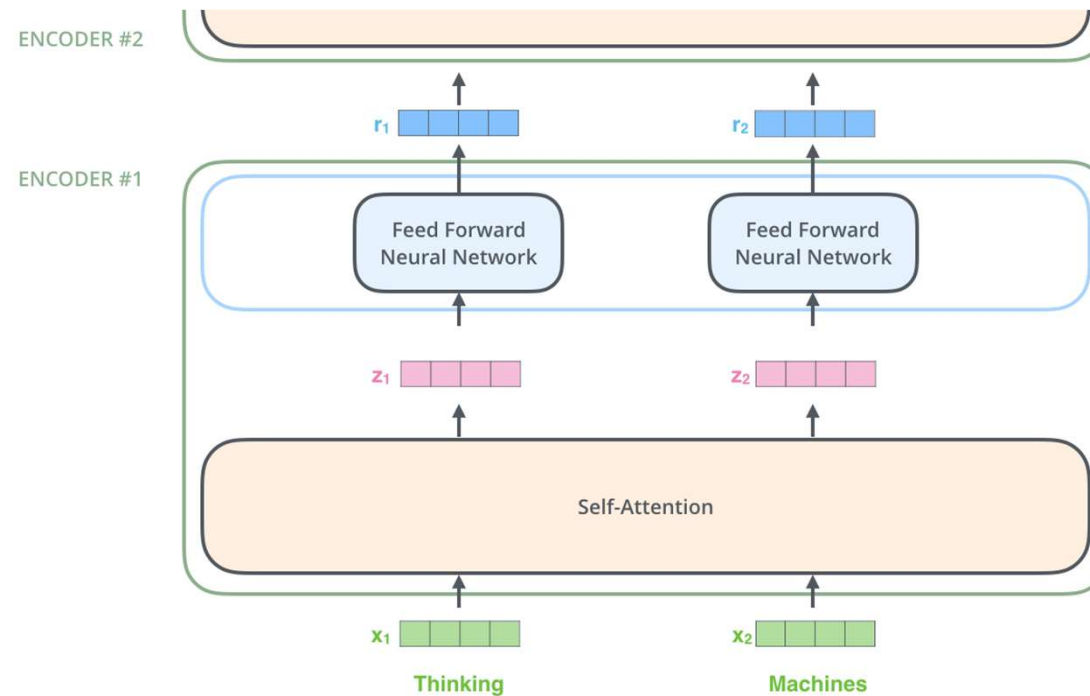 ENCODER #2
r₁
r₂
ENCODER #1
Feed Forward
Neural Network
Feed Forward
Neural Network
z₁
z₂
Self-Attention
x₁
x₂
Thinking
Machines